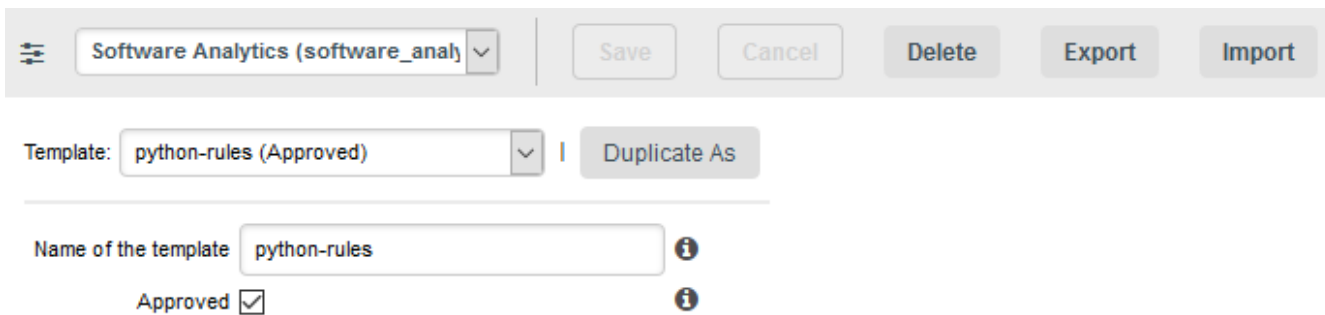 Software Analytics (software_analy Save Cancel Delete Export Import
Template: python-rules (Approved) | Duplicate As
Name of the template python-rules
Approved